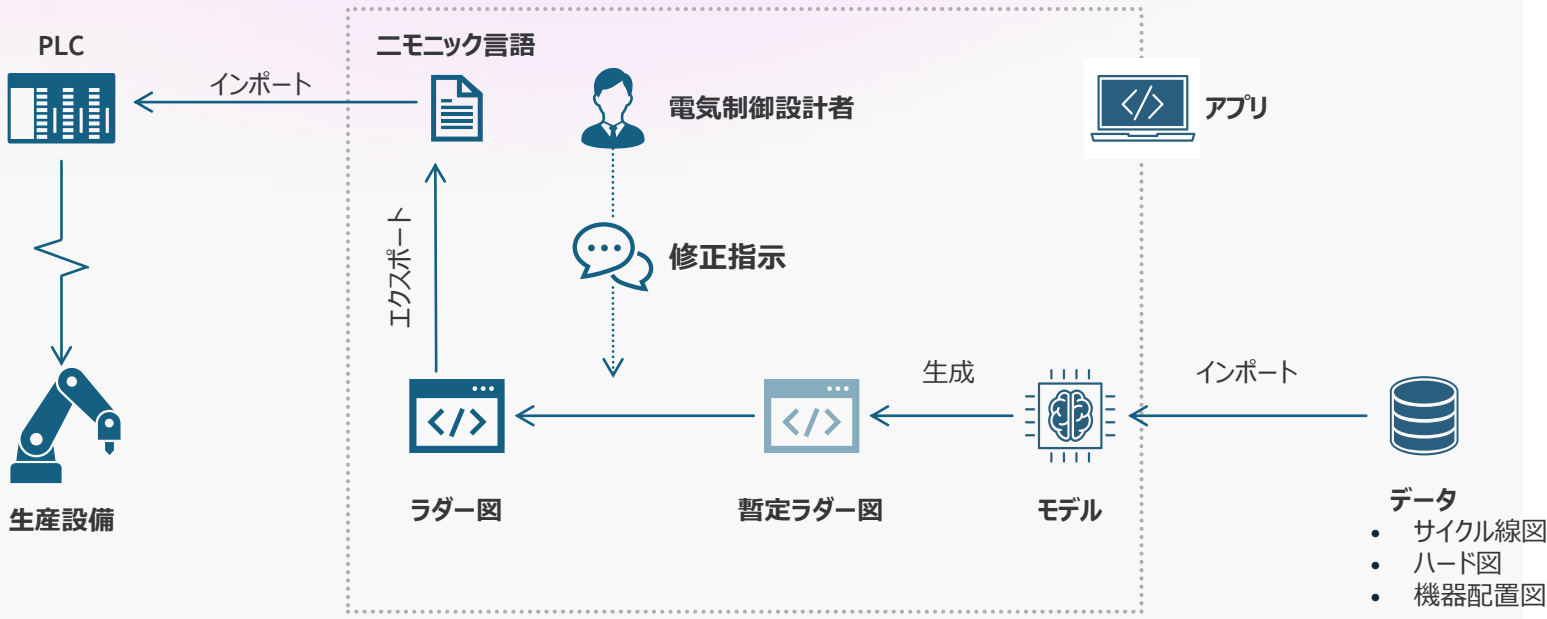 PLC
ニモニック言語
インポート
電気制御設計者
アプリ
エクスポート
修正指示
生成
インポート
生産設備
ラダー図
暫定ラダー図
モデル
データ
• サイクル線図
• ハード図
• 機器配置図